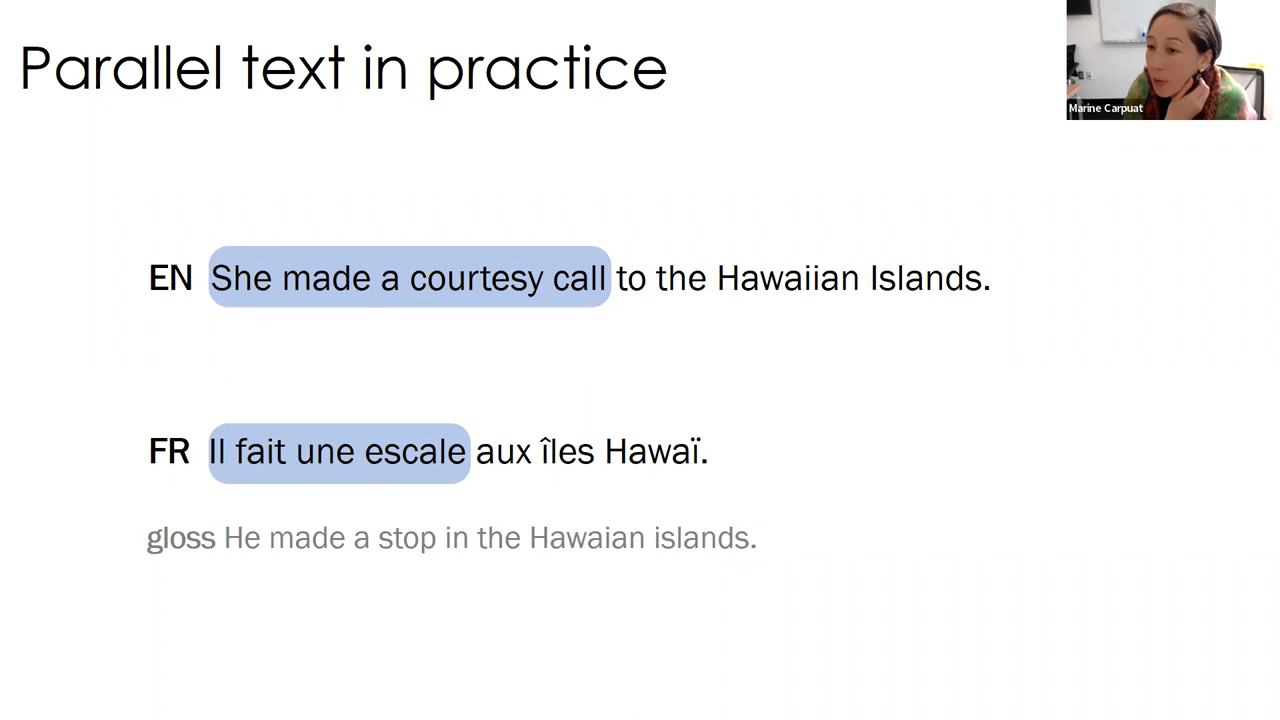 Parallel text in practice
Marine Carpuat
EN She made a courtesy call to the Hawaiian Islands.
FR Il fait une escale aux îles Hawaï.
gloss He made a stop in the Hawaian islands.